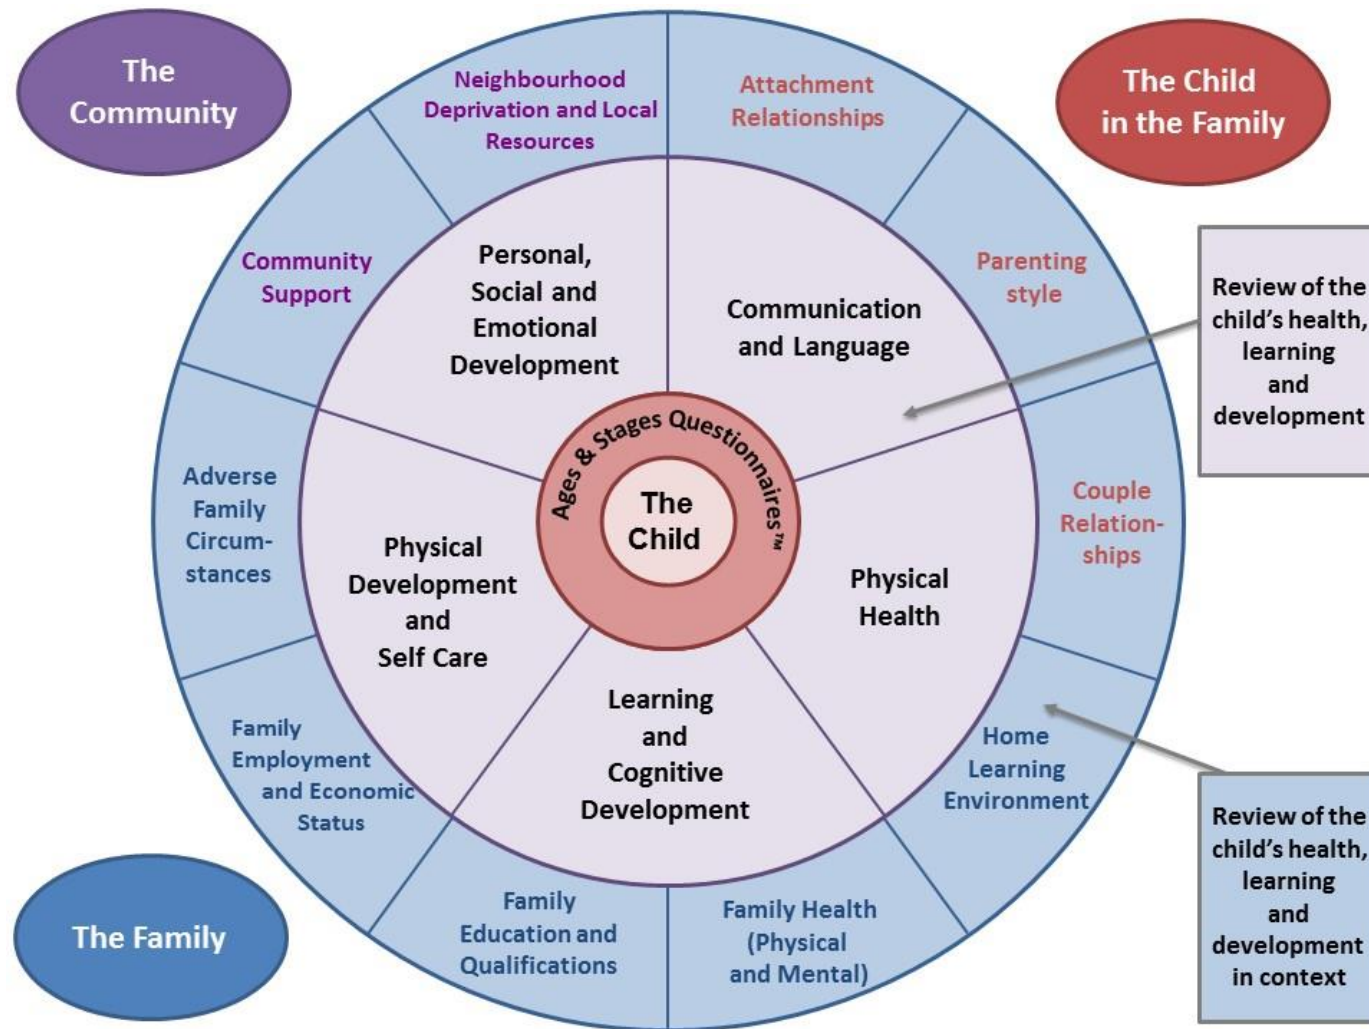 The
Community
Neighbourhood
Deprivation and Local
Resources
Attachment
Relationships
The Child
in the Family
Community
Support
Personal,
Social and
Emotional
Development
Communication
and Language
Parenting
style
Review of the
child's health,
learning
and
development
Adverse
Family
Circum-
stances
Physical
Development
and
Self Care
Ages & Stages Questionnaires™
The
Child
Physical
Health
Couple
Relation-
ships
Family
Employment
and Economic
Status
Learning
and
Cognitive
Development
Home
Learning
Environment
The Family
Family
Education and
Qualifications
Family Health
(Physical
and Mental)
Review of the
child's health,
learning
and
development
in context